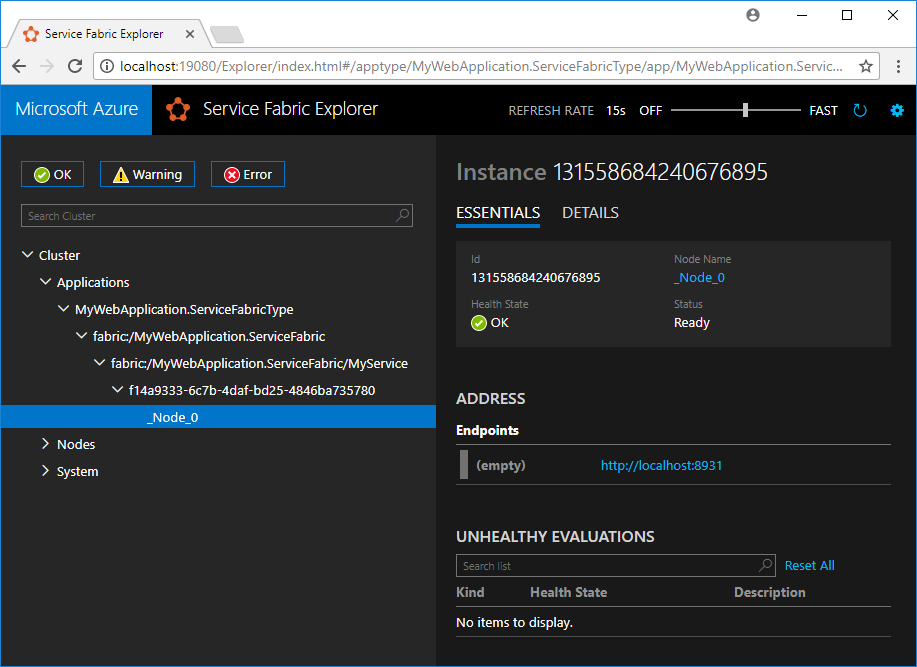 Service Fabric Explorer
localhost:19080/Explorer/index.html#/apptype/MyWebApplication.ServiceFabricType/app/MyWebApplication.Servic...
Microsoft Azure
Service Fabric Explorer
REFRESH RATE 15s OFF FAST
OK Warning Error
Search Cluster
Cluster
Applications
MyWebApplication.ServiceFabricType
fabric:/MyWebApplication.ServiceFabric
fabric:/MyWebApplication.ServiceFabric/MyService
f14a9333-6c7b-4daf-bd25-4846ba735780
_Node_0
Nodes
System
Instance 131558684240676895
ESSENTIALS DETAILS
Id Node Name
131558684240676895 _Node_0
Health State Status
OK Ready
ADDRESS
Endpoints
(empty) http://localhost:8931
UNHEALTHY EVALUATIONS
Search list Reset All
Kind Health State Description
No items to display.